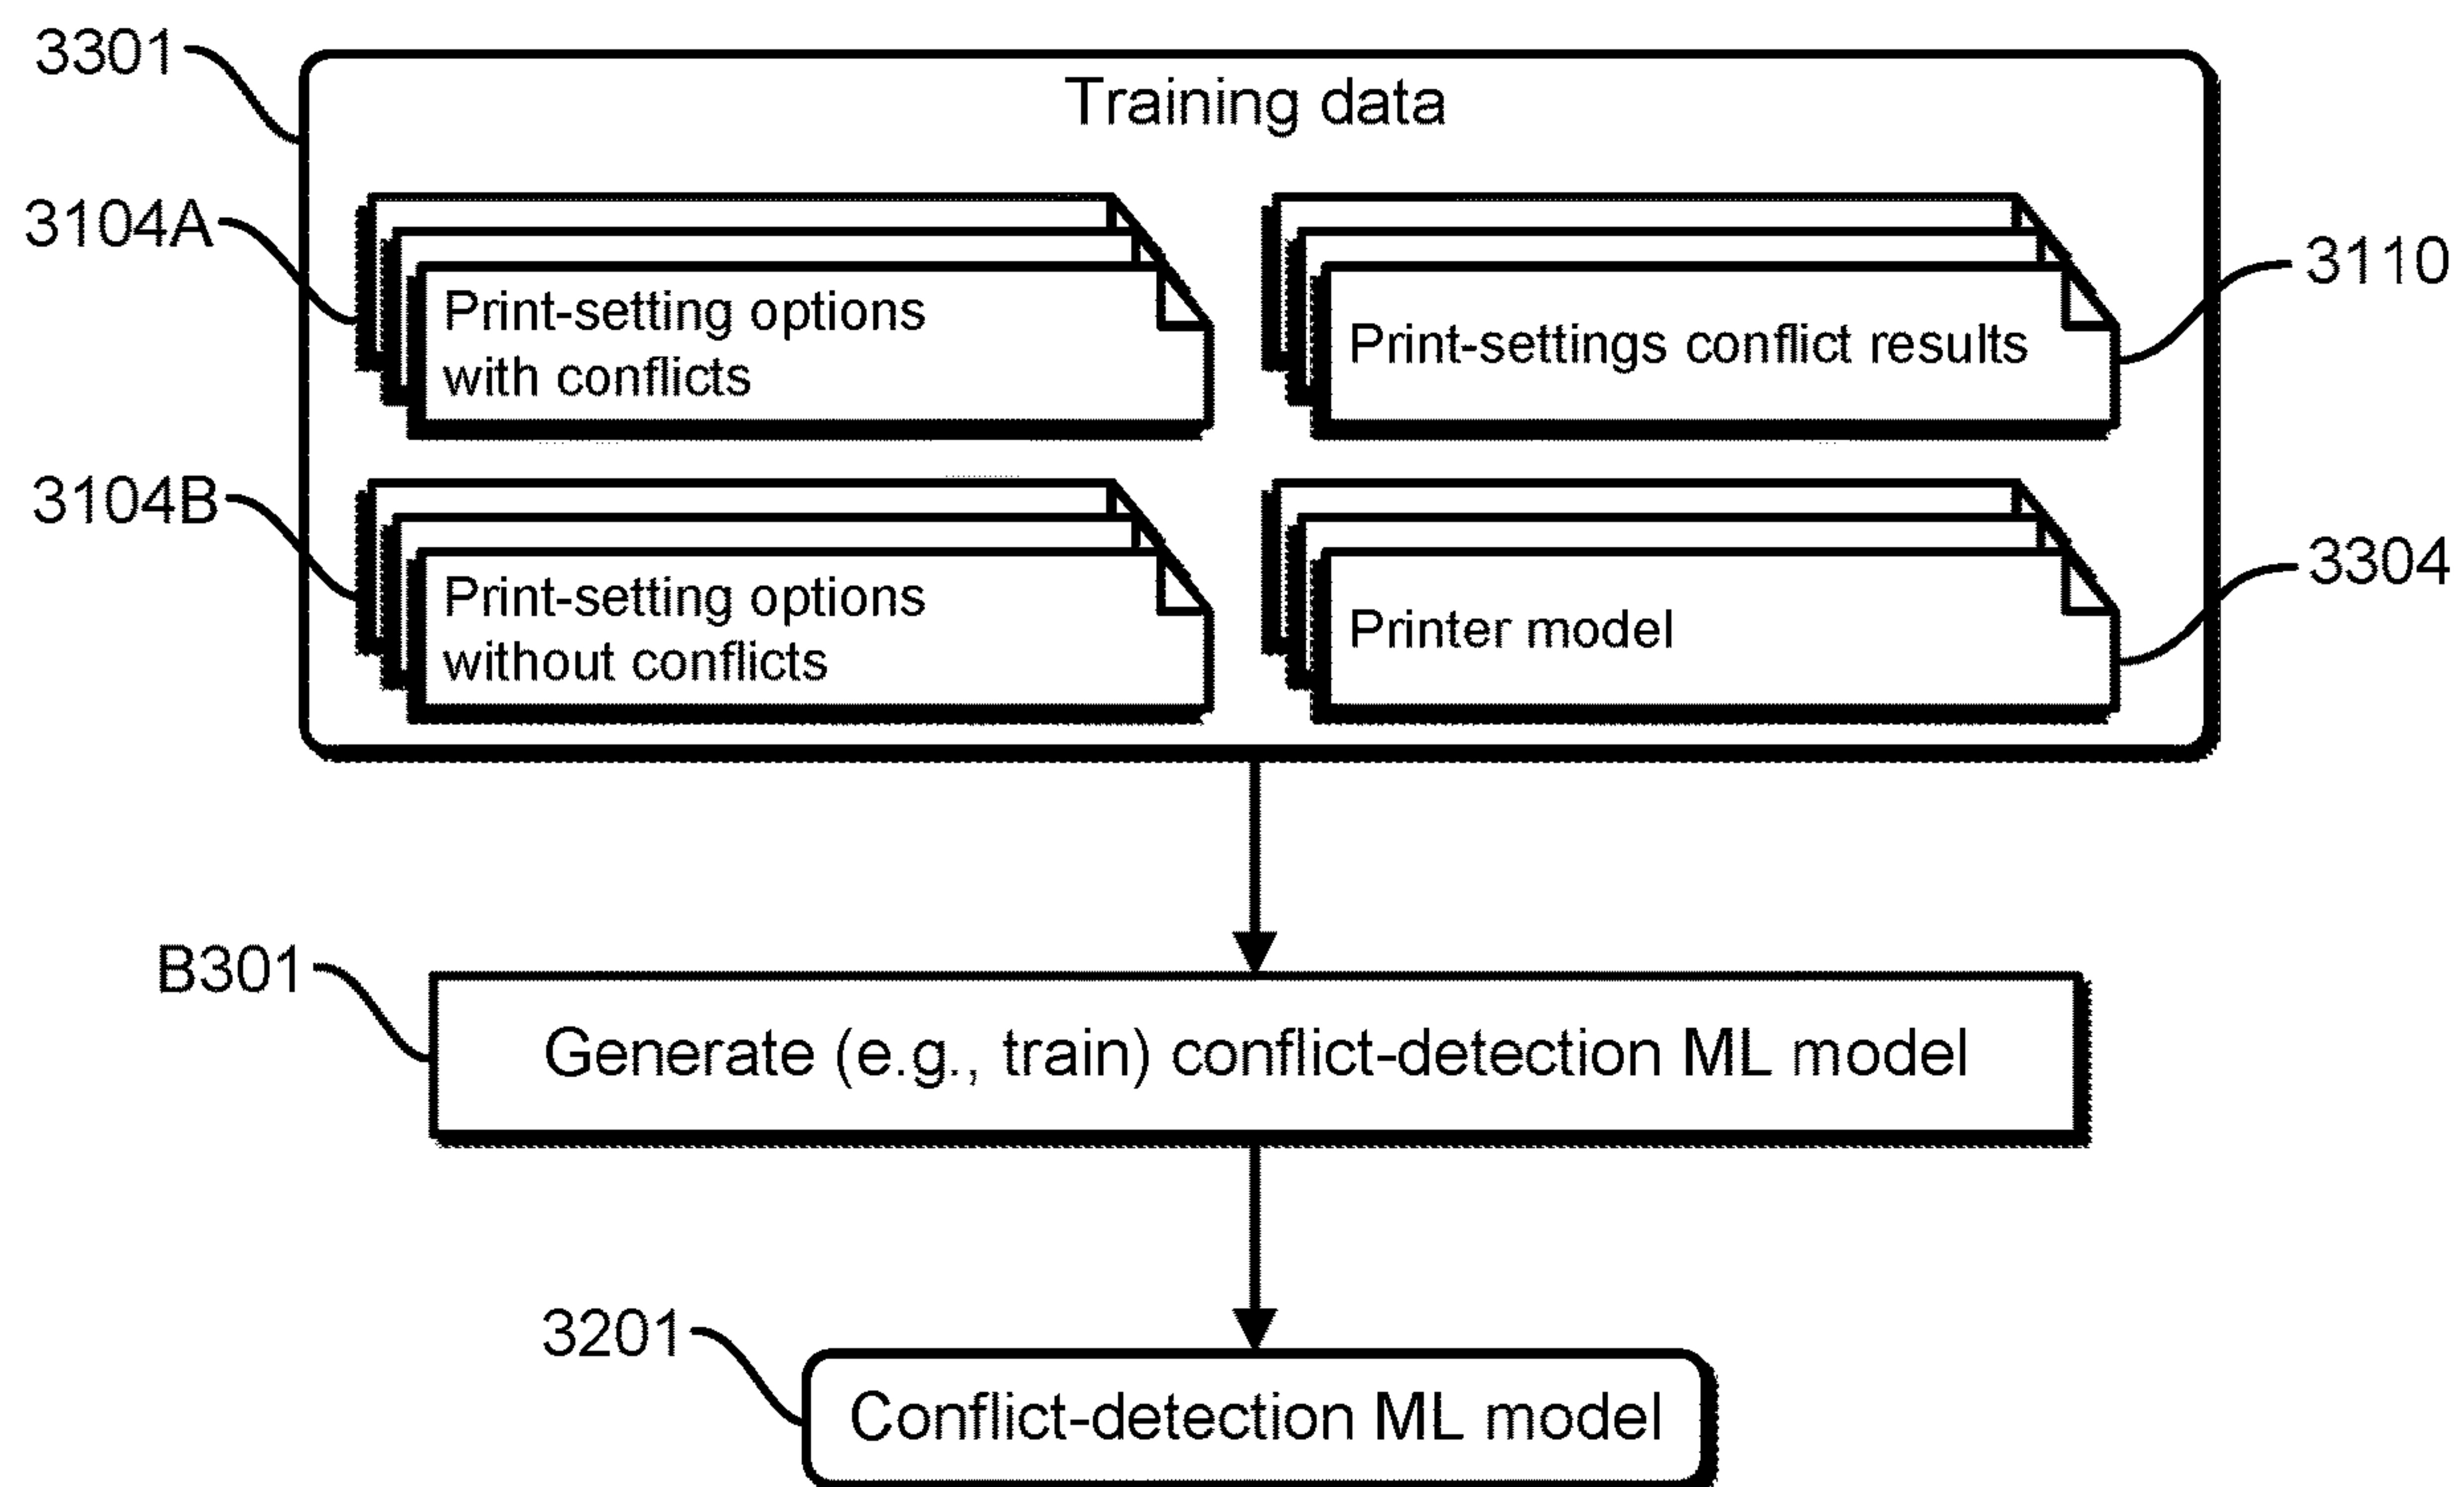 3301
Training data
3104A
Print-setting options
with conflicts
Print-settings conflict results
3110
3104B
Print-setting options
without conflicts
Printer model
3304
B301
Generate (e.g., train) conflict-detection ML model
3201
Conflict-detection ML model